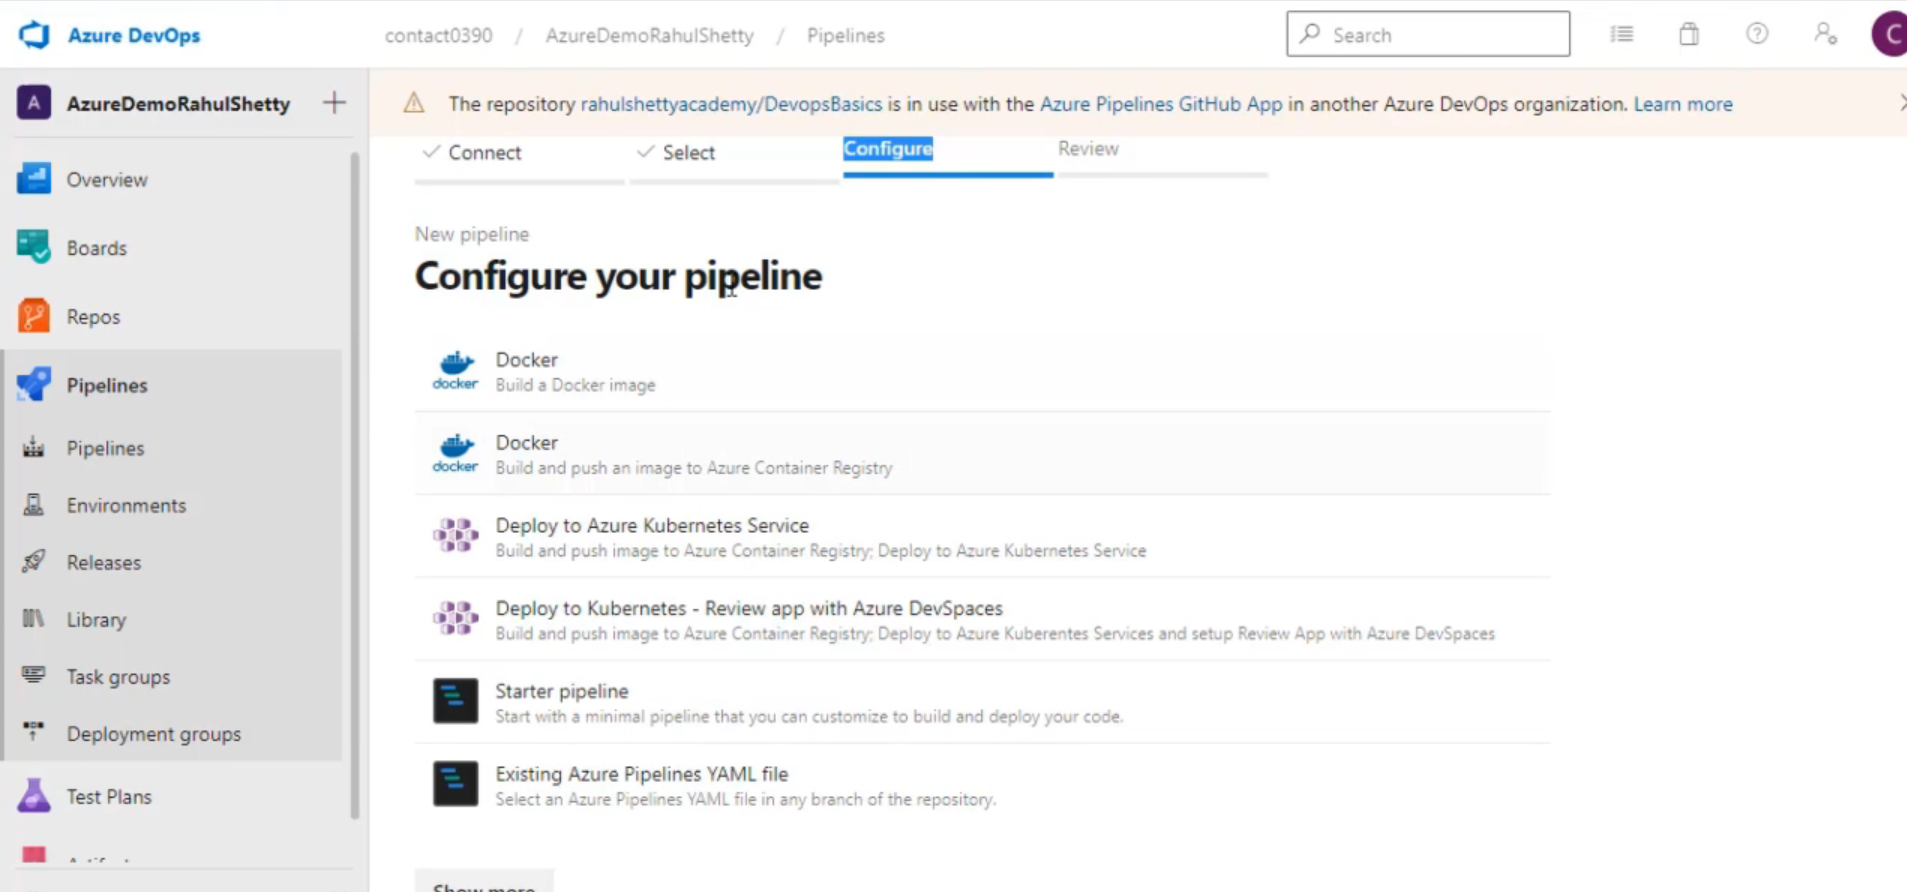 Azure DevOps
contact0390 / AzureDemoRahulShetty / Pipelines
Search
C
A AzureDemoRahulShetty
The repository rahulshettyacademy/DevopsBasics is in use with the Azure Pipelines GitHub App in another Azure DevOps organization. Learn more
Connect
Select
Configure
Review
Overview
Boards
Repos
Pipelines
Pipelines
Environments
Releases
Library
Task groups
Deployment groups
Test Plans
New pipeline
Configure your pipeline
docker
Docker
Build a Docker image
docker
Docker
Build and push an image to Azure Container Registry
Deploy to Azure Kubernetes Service
Build and push image to Azure Container Registry; Deploy to Azure Kubernetes Service
Deploy to Kubernetes - Review app with Azure DevSpaces
Build and push image to Azure Container Registry; Deploy to Azure Kuberentes Services and setup Review App with Azure DevSpaces
Starter pipeline
Start with a minimal pipeline that you can customize to build and deploy your code.
Existing Azure Pipelines YAML file
Select an Azure Pipelines YAML file in any branch of the repository.
Show more